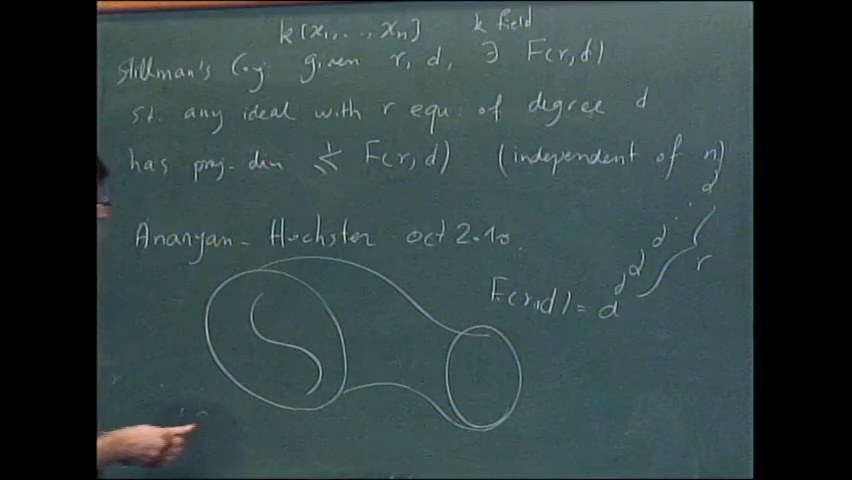 k[x₁, . . , xₙ] k field
Stillman's Conj: given r, d, ∃ F(r,d)
st. any ideal with r equ. of degree d
has proj. dim ≤ F(r,d) (independent of n)
Ananyan - Hochster oct 2.10
F(r,d) = d^d^d^d^...^d } r